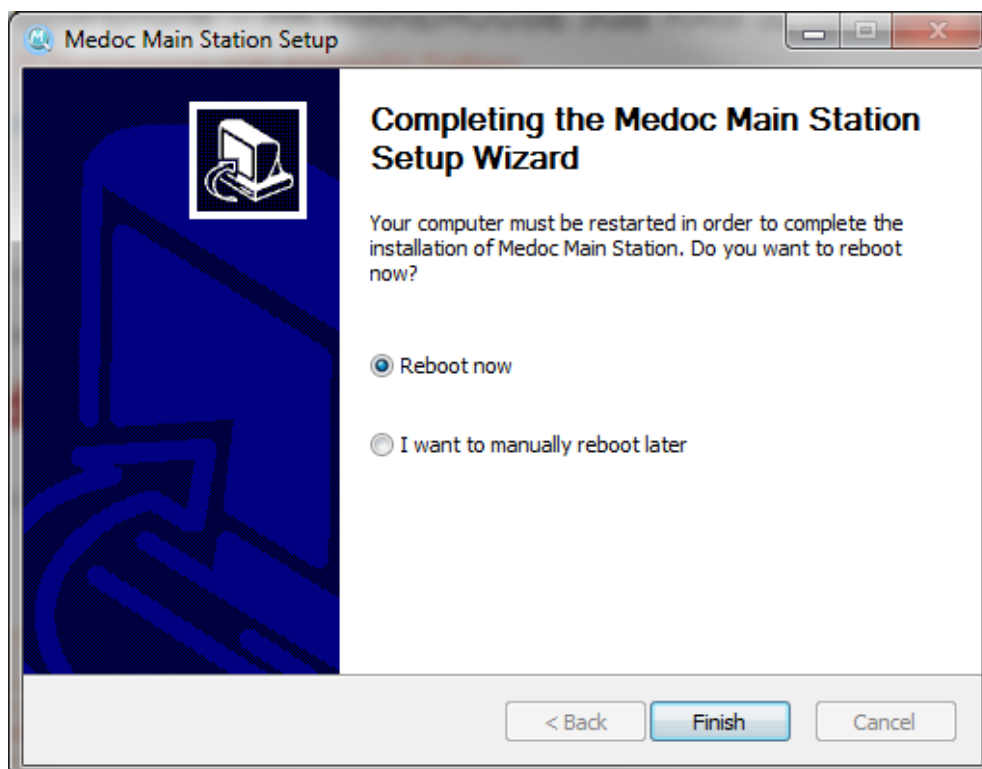 Medoc Main Station Setup
Completing the Medoc Main Station
Setup Wizard
Your computer must be restarted in order to complete the
installation of Medoc Main Station. Do you want to reboot
now?
Reboot now
I want to manually reboot later
< Back
Finish
Cancel